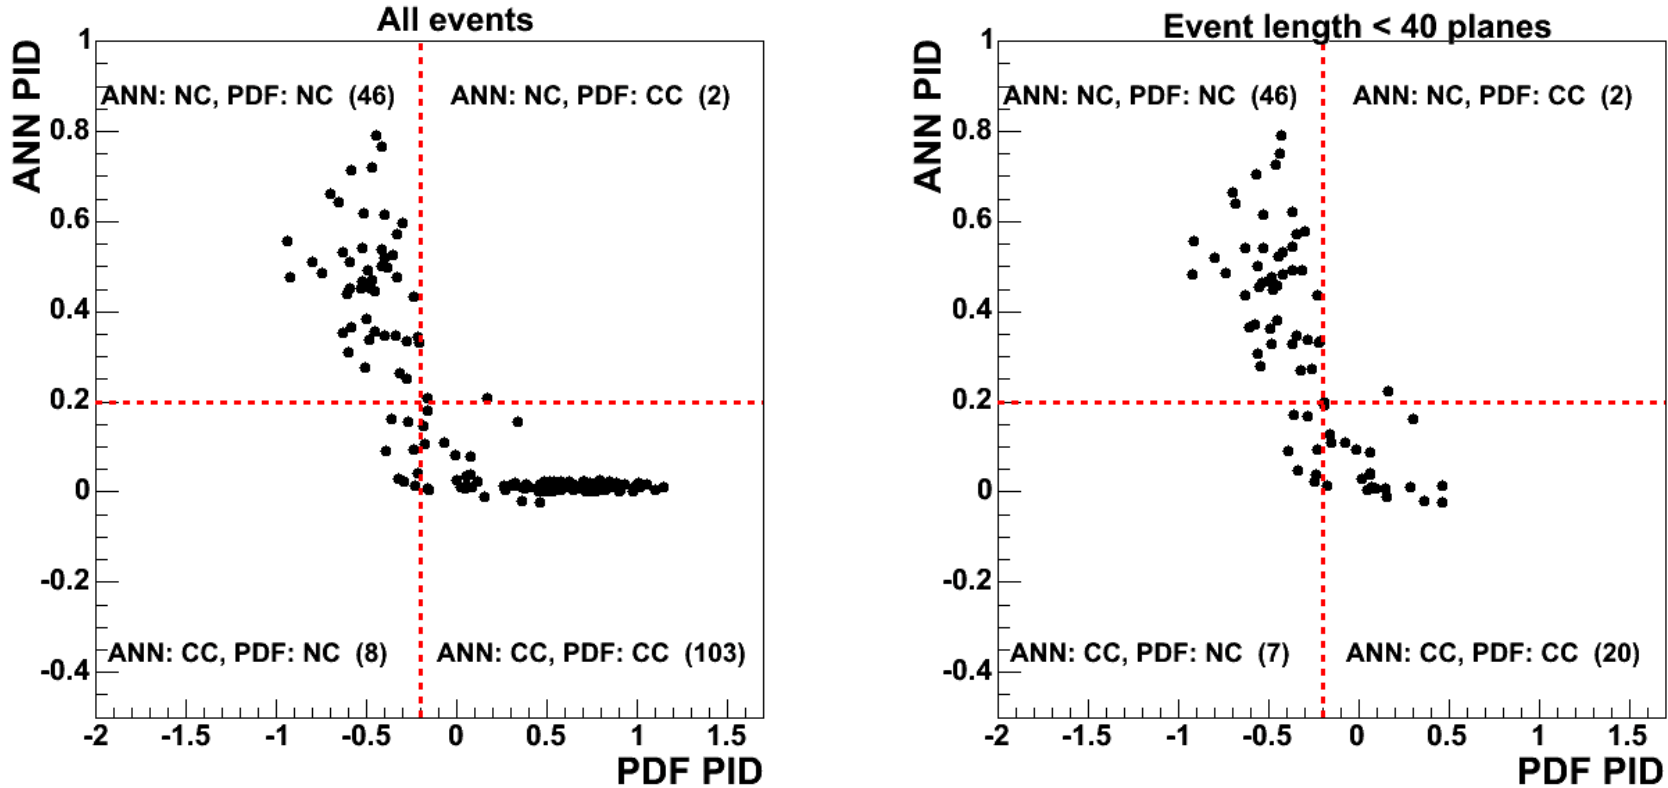 All events
ANN PID
1
0.8
0.6
0.4
0.2
0
-0.2
-0.4
ANN: NC, PDF: NC (46)
ANN: NC, PDF: CC (2)
ANN: CC, PDF: NC (8)
ANN: CC, PDF: CC (103)
-2 -1.5 -1 -0.5 0 0.5 1 1.5
PDF PID
Event length < 40 planes
ANN PID
1
0.8
0.6
0.4
0.2
0
-0.2
-0.4
ANN: NC, PDF: NC (46)
ANN: NC, PDF: CC (2)
ANN: CC, PDF: NC (7)
ANN: CC, PDF: CC (20)
-2 -1.5 -1 -0.5 0 0.5 1 1.5
PDF PID